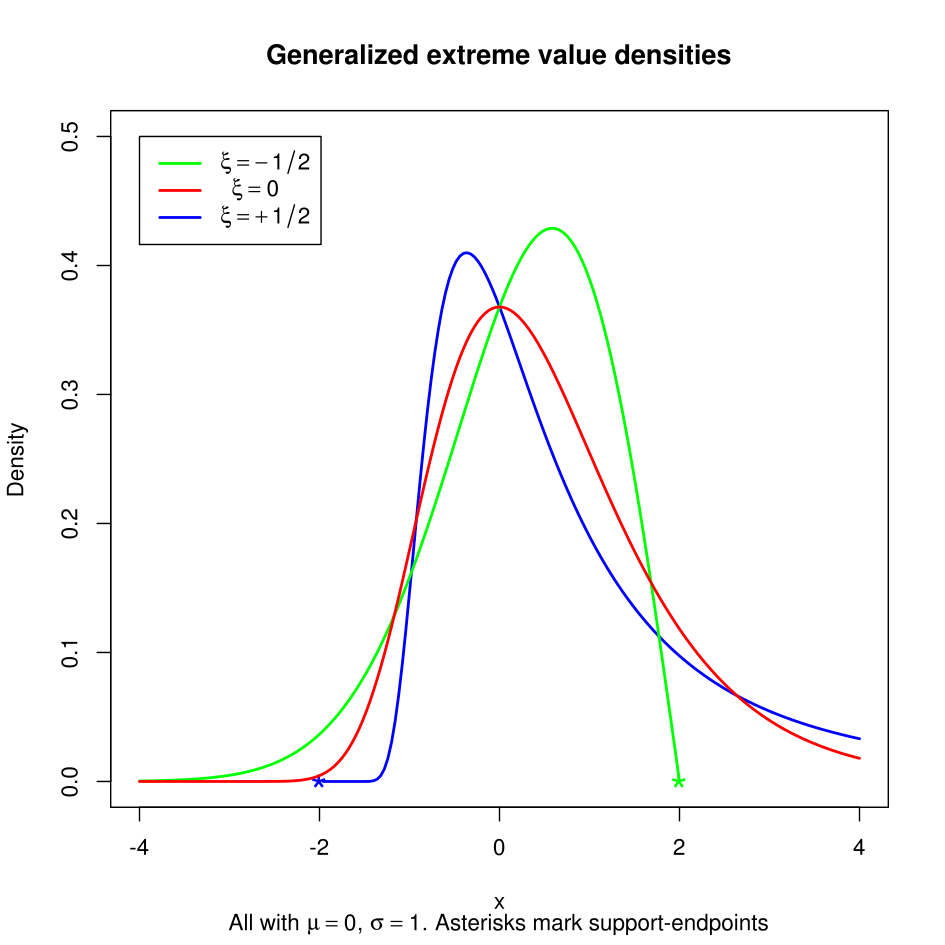 Generalized extreme value densities
ξ = − 1/2
ξ = 0
ξ = + 1/2
0.5
0.4
0.3
0.2
0.1
0.0
Density
-4 -2 0 2 4
x
All with μ = 0, σ = 1. Asterisks mark support-endpoints